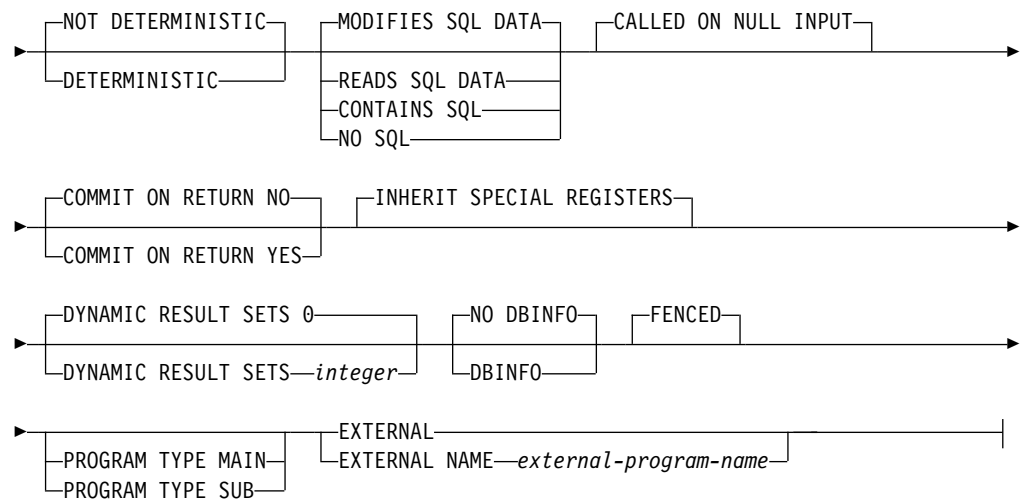 NOT DETERMINISTIC MODIFIES SQL DATA CALLED ON NULL INPUT
DETERMINISTIC READS SQL DATA
CONTAINS SQL
NO SQL
COMMIT ON RETURN NO INHERIT SPECIAL REGISTERS
COMMIT ON RETURN YES
DYNAMIC RESULT SETS 0 NO DBINFO FENCED
DYNAMIC RESULT SETS integer DBINFO
EXTERNAL
PROGRAM TYPE MAIN EXTERNAL NAME external-program-name
PROGRAM TYPE SUB